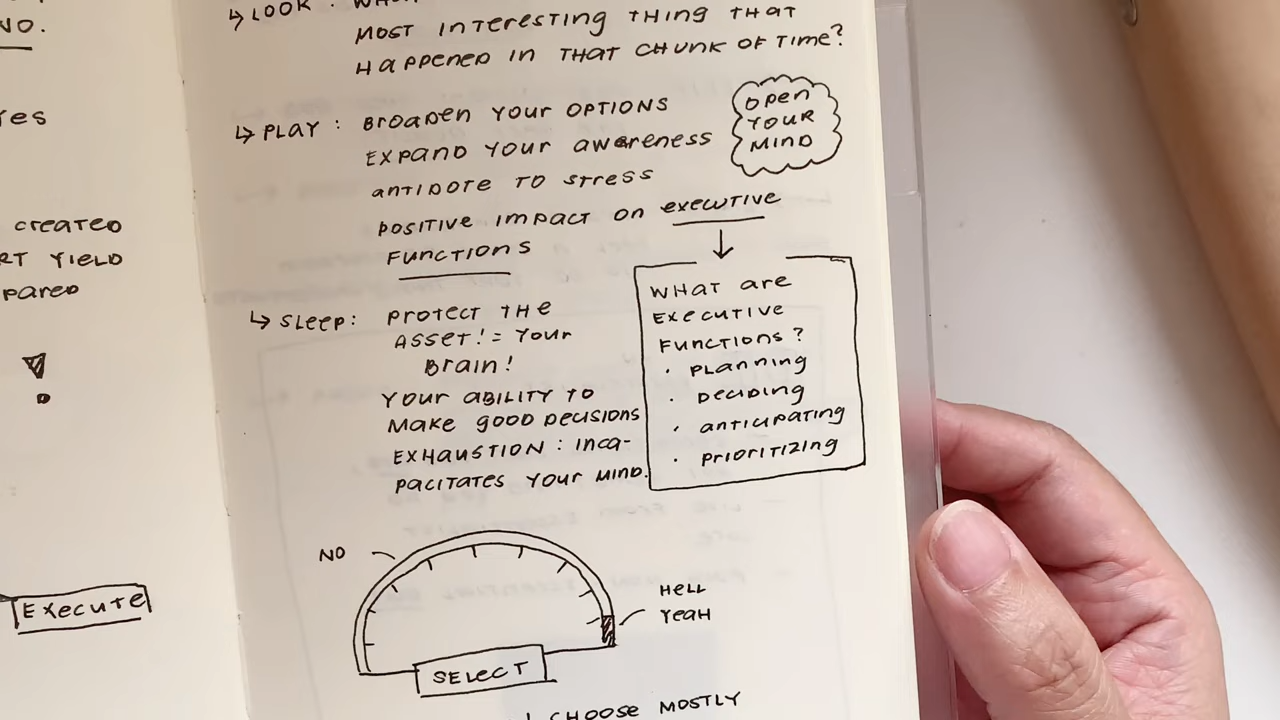 NO.
res
created
RT YIELD
pared
Execute
↳ LOOK :
MOST INTERESTING THING THAT
HAPPENED IN THAT CHUNK OF TIME?
↳ PLAY : BROADEN YOUR OPTIONS
EXPAND YOUR AWARENESS
ANTIDOTE TO STRESS
POSITIVE IMPACT ON EXECUTIVE
FUNCTIONS
OPEN
YOUR
MIND
WHAT ARE
EXECUTIVE
FUNCTIONS?
· PLANNING
· DECIDING
· ANTICIPATING
· PRIORITIZING
↳ SLEEP: PROTECT THE
ASSET! = YOUR
BRAIN!
YOUR ABILITY TO
MAKE GOOD DECISIONS
EXHAUSTION : INCA-
PACITATES YOUR MIND.
NO
HELL
YEAH
SELECT
I CHOOSE MOSTLY